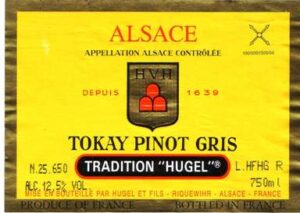 ALSACE
APPELLATION ALSACE CONTRÔLÉE
HVH
DEPUIS 1639
TOKAY PINOT GRIS
N.25.650 TRADITION "HUGEL"® L.HFHG R
ALC. 12.5% VOL. 750ml
MISE EN BOUTEILLE PAR HUGEL ET FILS - RIQUEWIHR - ALSACE - FRANCE
PRODUCE OF FRANCE BOTTLED IN FRANCE